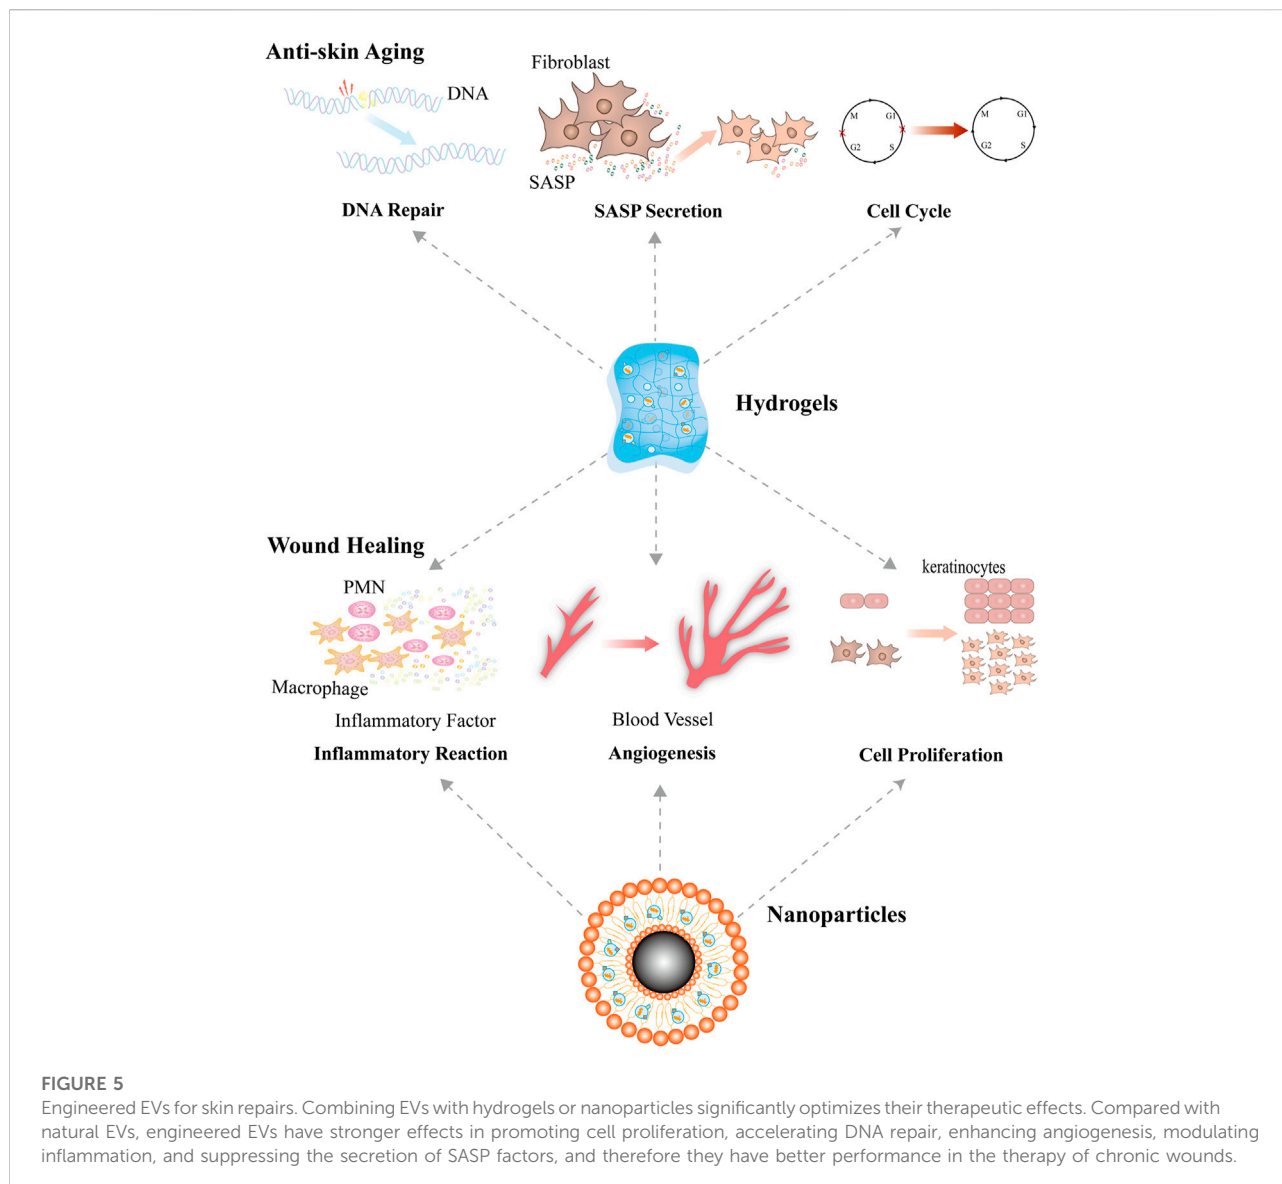 Anti-skin Aging
DNA
Fibroblast
SASP
M
G1
G2
S
M
G1
G2
S
DNA Repair
SASP Secretion
Cell Cycle
Hydrogels
Wound Healing
PMN
Macrophage
Inflammatory Factor
Inflammatory Reaction
Blood Vessel
Angiogenesis
keratinocytes
Cell Proliferation
Nanoparticles
FIGURE 5
Engineered EVs for skin repairs. Combining EVs with hydrogels or nanoparticles significantly optimizes their therapeutic effects. Compared with
natural EVs, engineered EVs have stronger effects in promoting cell proliferation, accelerating DNA repair, enhancing angiogenesis, modulating
inflammation, and suppressing the secretion of SASP factors, and therefore they have better performance in the therapy of chronic wounds.